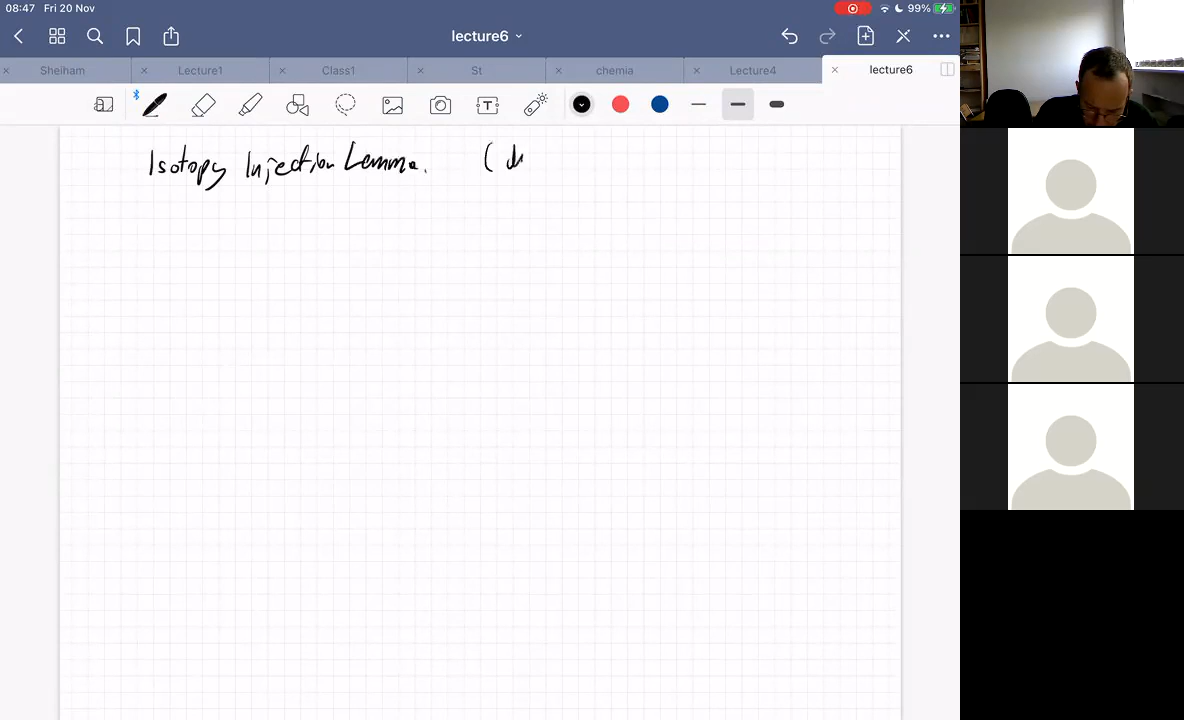 08:47 Fri 20 Nov 99%
lecture6
Sheiham Lecture1 Class1 St chemia Lecture4 lecture6
T
Isotopy Injection Lemma. (